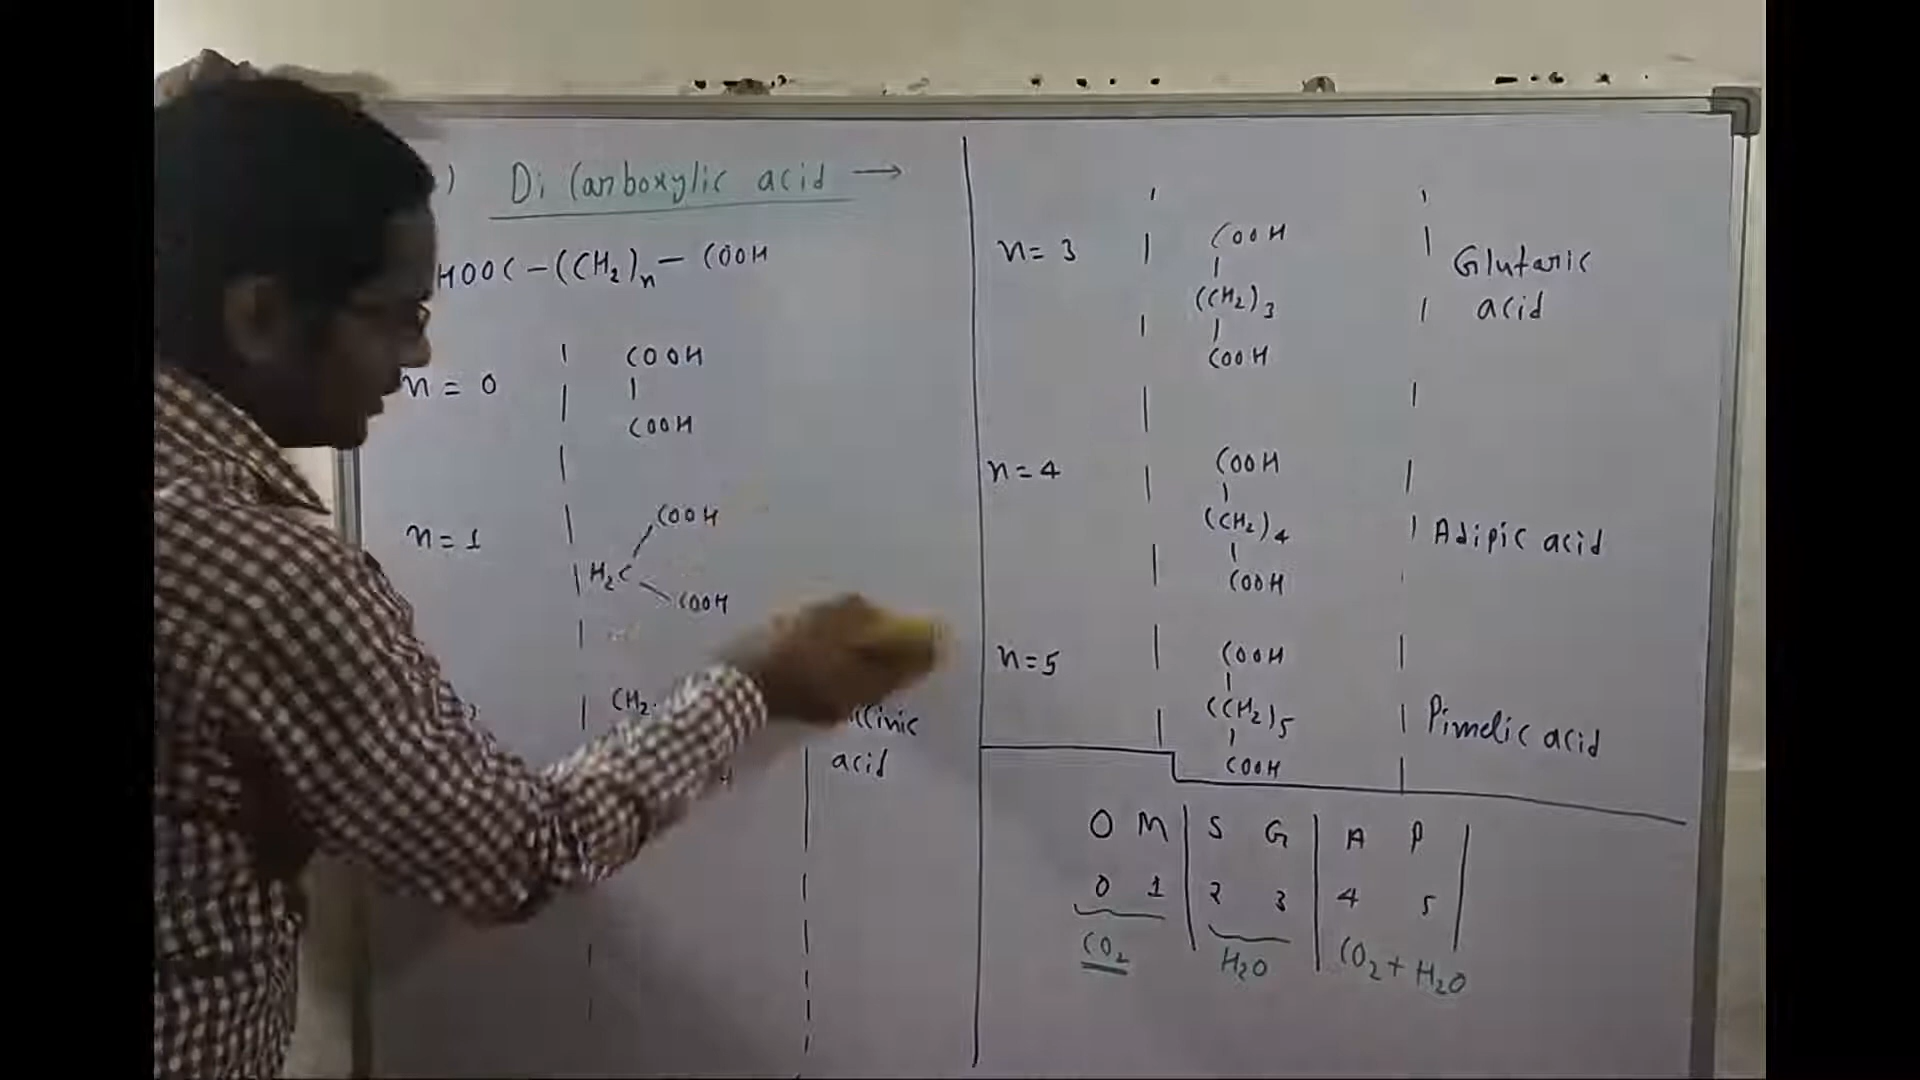 ) Di Carboxylic acid →
HOOC - (CH₂)ₙ - COOH
n = 0
COOH
COOH
n = 1
COOH
H₂C
COOH
CH₂
acid
n = 3
COOH
(CH₂)₃
COOH
Glutaric
acid
n = 4
COOH
(CH₂)₄
COOH
Adipic acid
n = 5
COOH
(CH₂)₅
COOH
Pimelic acid
O M | S G | A P |
0 1 | 2 3 | 4 5 |
CO₂ H₂O CO₂ + H₂O